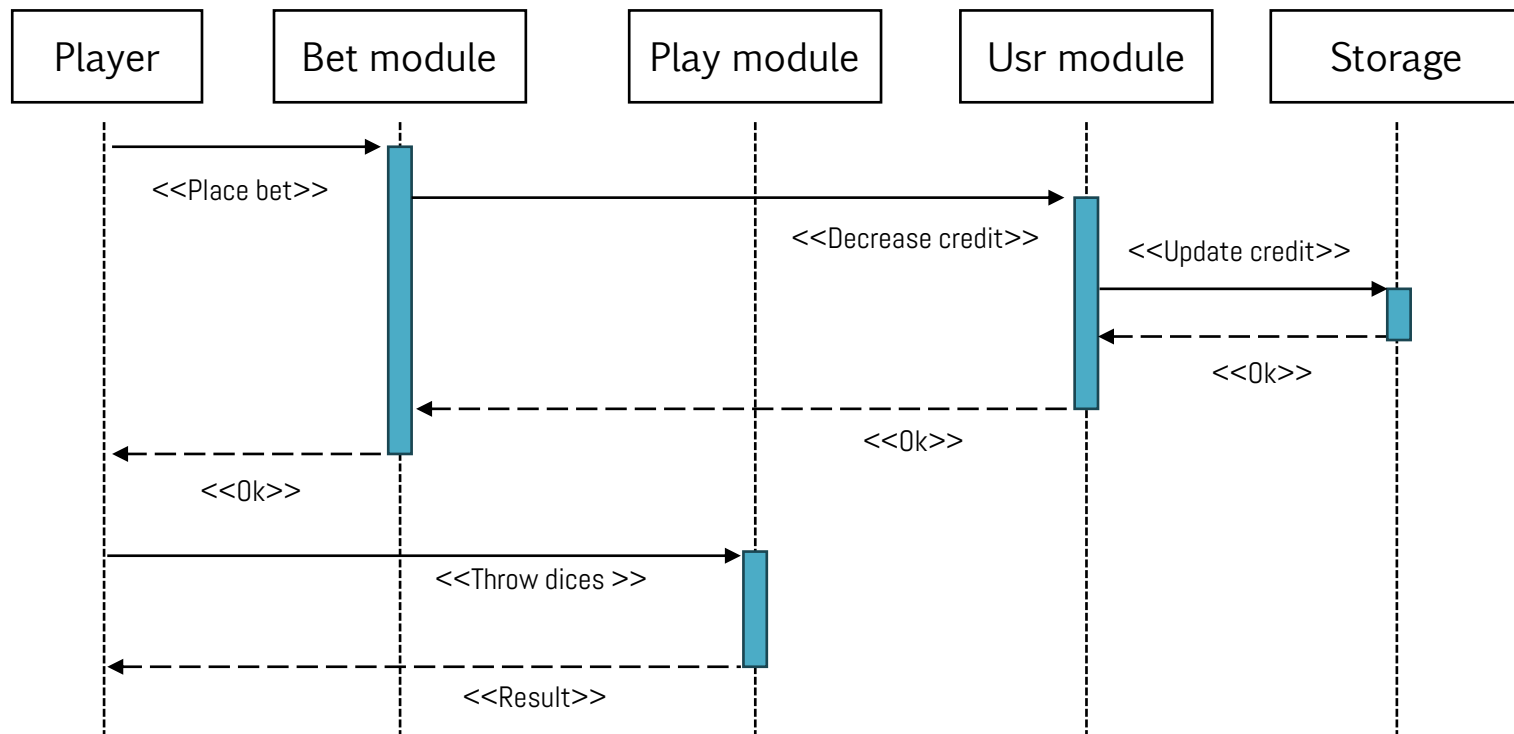 Player
Bet module
Play module
Usr module
Storage
<<Place bet>>
<<Decrease credit>>
<<Update credit>>
<<Ok>>
<<Ok>>
<<Ok>>
<<Throw dices >>
<<Result>>